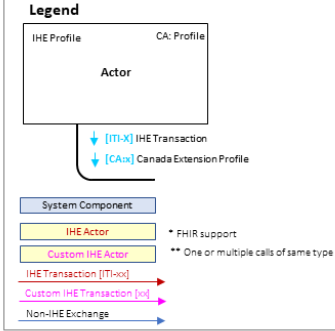 Legend
IHE Profile CA: Profile
Actor
[ITI-X] IHE Transaction
[CA:x] Canada Extension Profile
System Component
IHE Actor * FHIR support
Custom IHE Actor ** One or multiple calls of same type
IHE Transaction [ITI-xx]
Custom IHE Transaction [xx]
Non-IHE Exchange